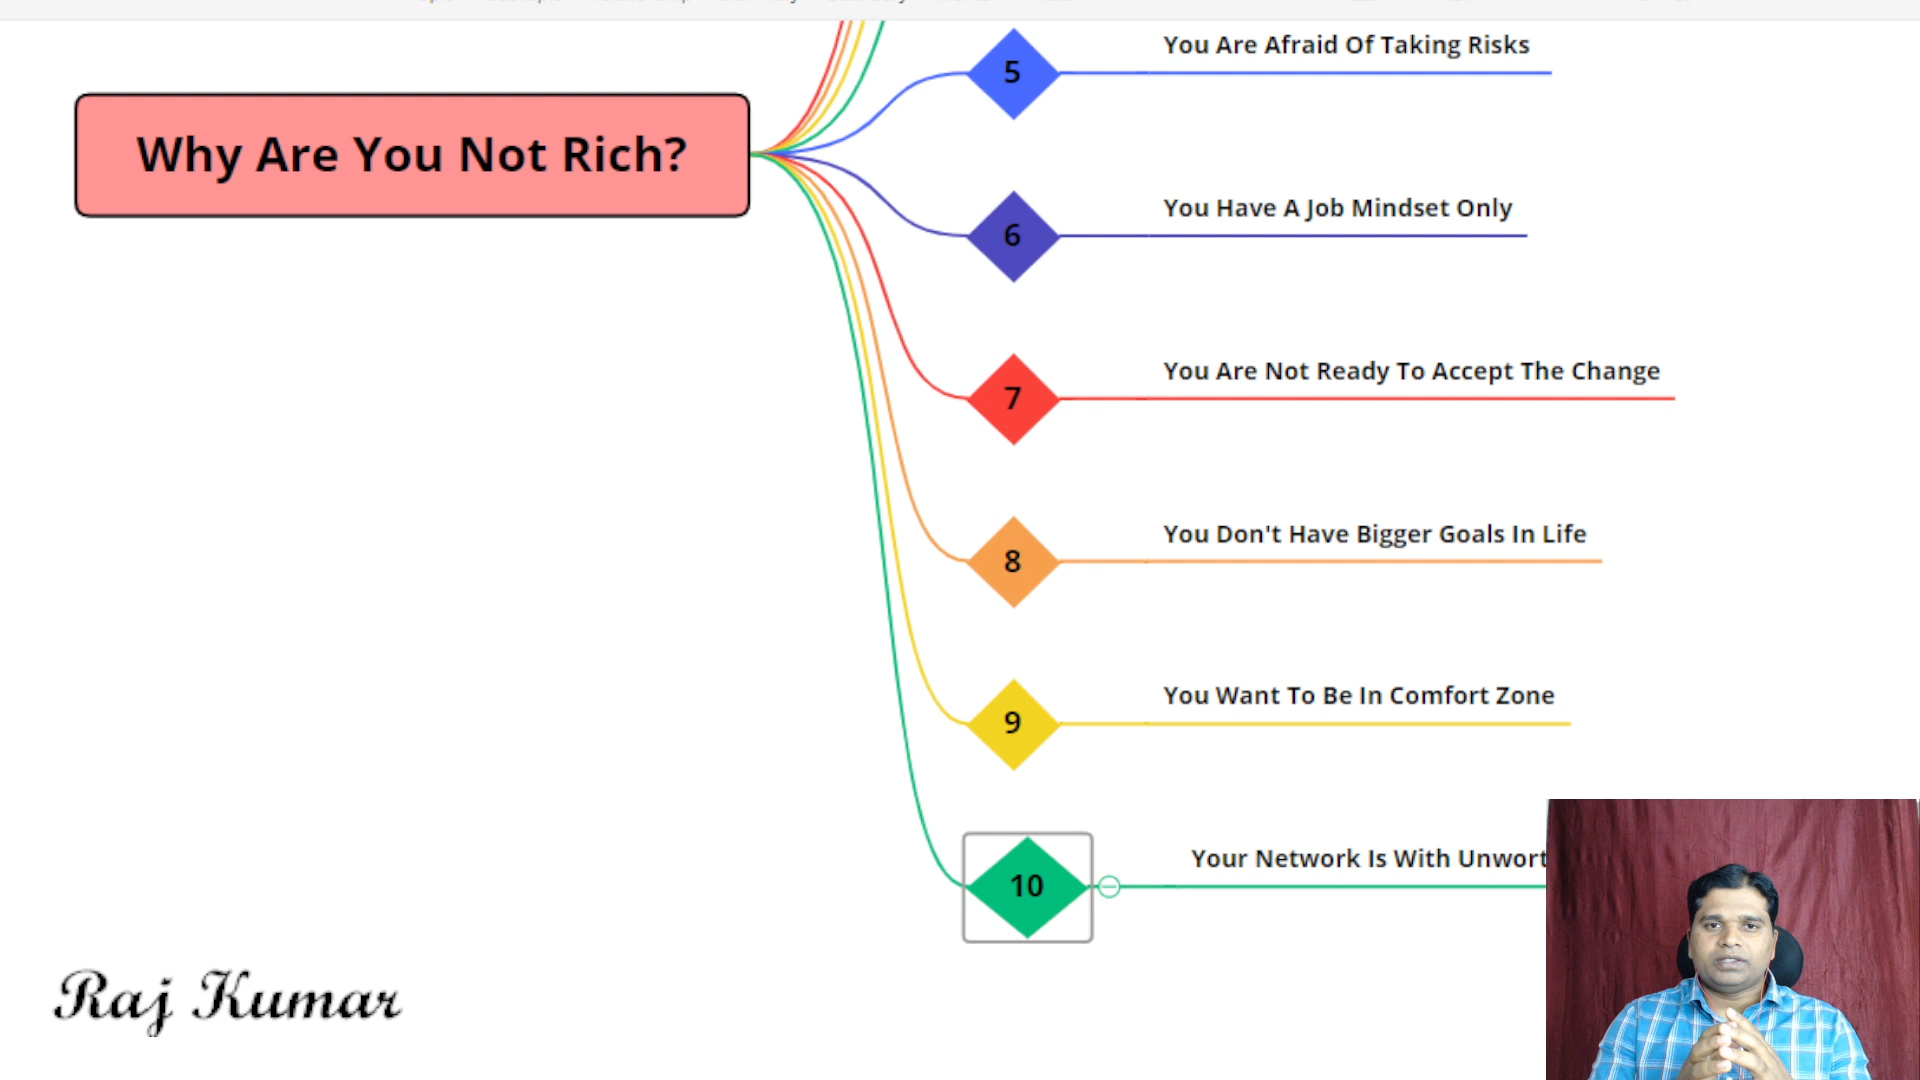 Why Are You Not Rich?
5
You Are Afraid Of Taking Risks
6
You Have A Job Mindset Only
7
You Are Not Ready To Accept The Change
8
You Don't Have Bigger Goals In Life
9
You Want To Be In Comfort Zone
10
Your Network Is With
Raj Kumar